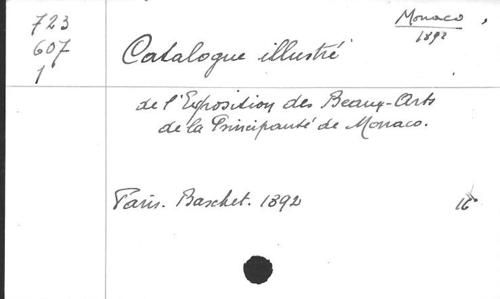 723
607
1
Monaco,
1892
Catalogue illustré
de l'Exposition des Beaux-Arts
de la Principauté de Monaco.
Paris. Baschet. 1892
16°